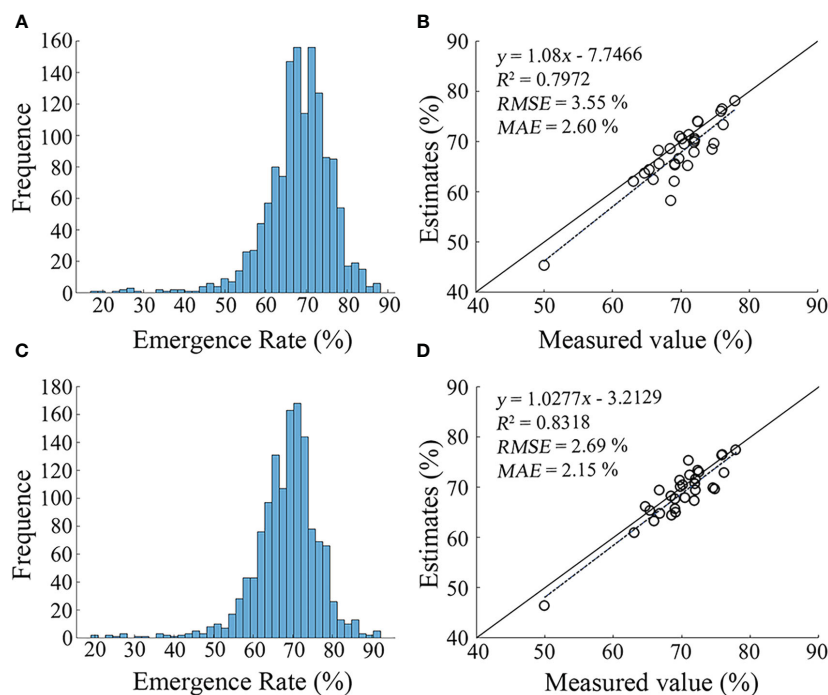 A
160
140
120
100
80
60
40
20
0
Frequence
20 30 40 50 60 70 80 90
Emergence Rate (%)
B
y = 1.08x - 7.7466
R² = 0.7972
RMSE = 3.55 %
MAE = 2.60 %
90
80
70
60
50
40
Estimates (%)
40 50 60 70 80 90
Measured value (%)
C
180
160
140
120
100
80
60
40
20
0
Frequence
20 30 40 50 60 70 80 90
Emergence Rate (%)
D
y = 1.0277x - 3.2129
R² = 0.8318
RMSE = 2.69 %
MAE = 2.15 %
90
80
70
60
50
40
Estimates (%)
40 50 60 70 80 90
Measured value (%)